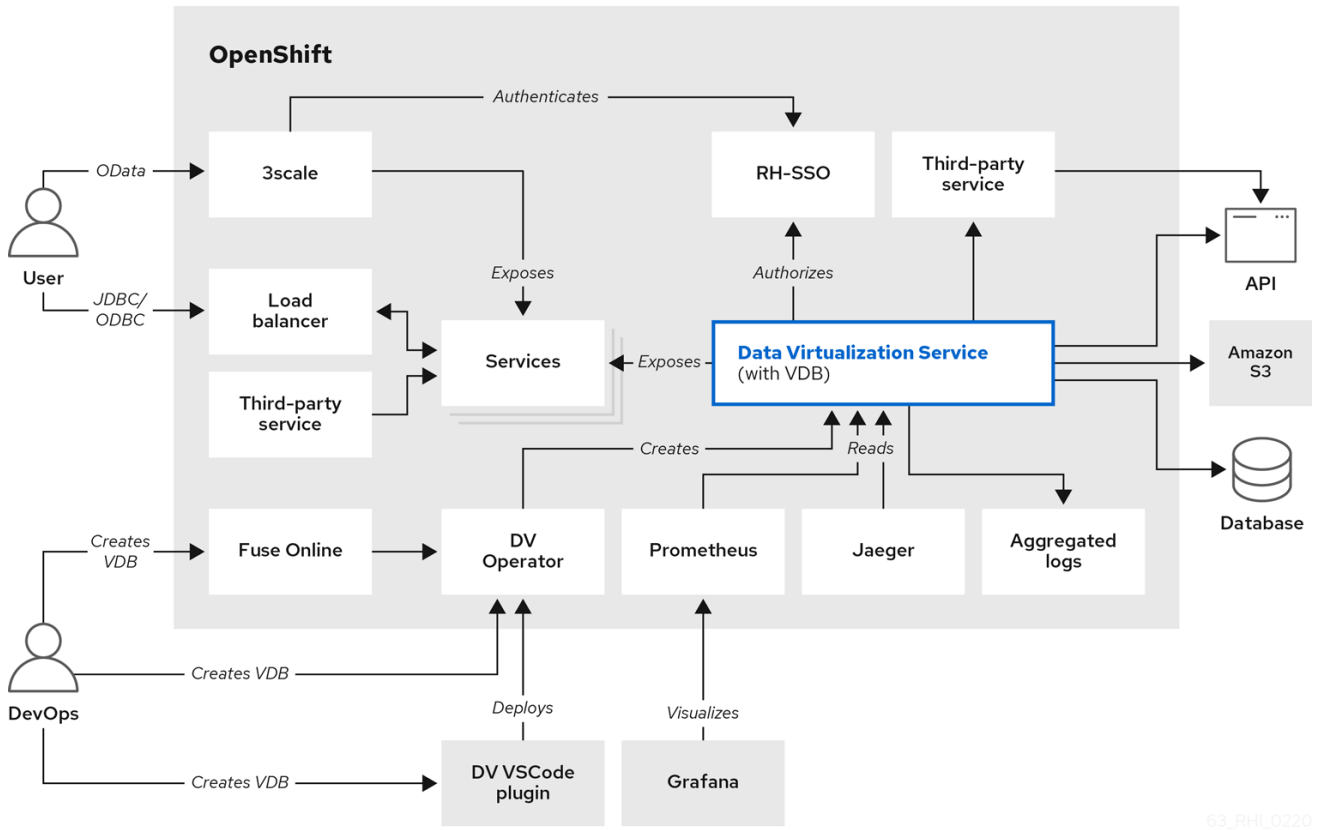 OpenShift
Authenticates
OData
3scale
RH-SSO
Third-party
service
User
Exposes
Authorizes
API
JDBC/
ODBC
Load
balancer
Services
Exposes
Data Virtualization Service
(with VDB)
Amazon
S3
Third-party
service
Creates
Reads
Database
Creates
VDB
Fuse Online
DV
Operator
Prometheus
Jaeger
Aggregated
logs
Creates VDB
DevOps
Deploys
Visualizes
Creates VDB
DV VSCode
plugin
Grafana
63_RHI_0220